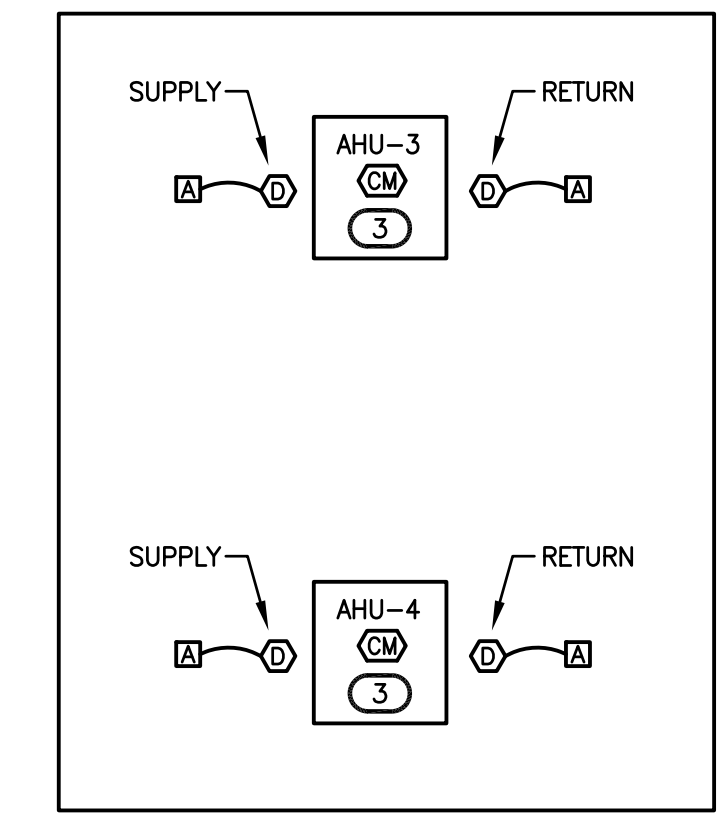 SUPPLY
RETURN
AHU-3
A D CM D A
3
SUPPLY
RETURN
AHU-4
A D CM D A
3